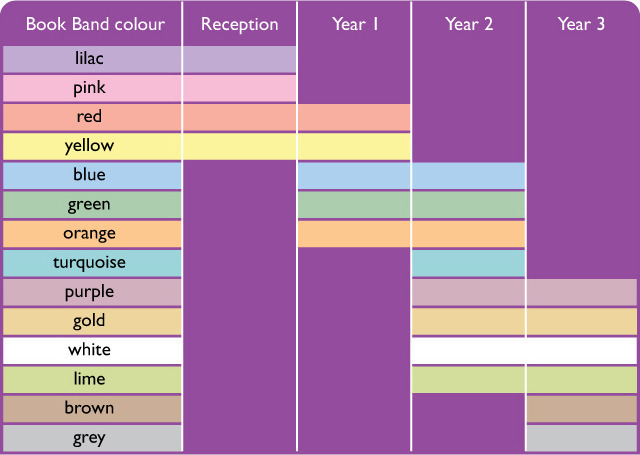 Book Band colour Reception Year 1 Year 2 Year 3
lilac
pink
red
yellow
blue
green
orange
turquoise
purple
gold
white
lime
brown
grey